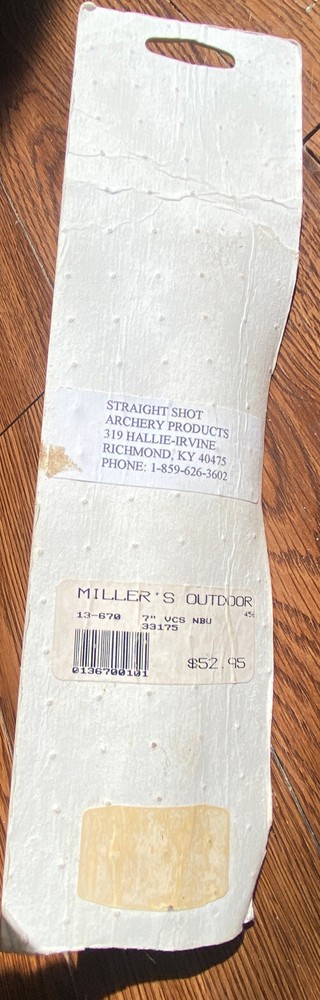 STRAIGHT SHOT
ARCHERY PRODUCTS
319 HALLIE-IRVINE
RICHMOND, KY 40475
PHONE: 1-859-626-3602
MILLER'S OUTDOOR
13-670 7" VCS NBU
33175
0136700101
$52.95